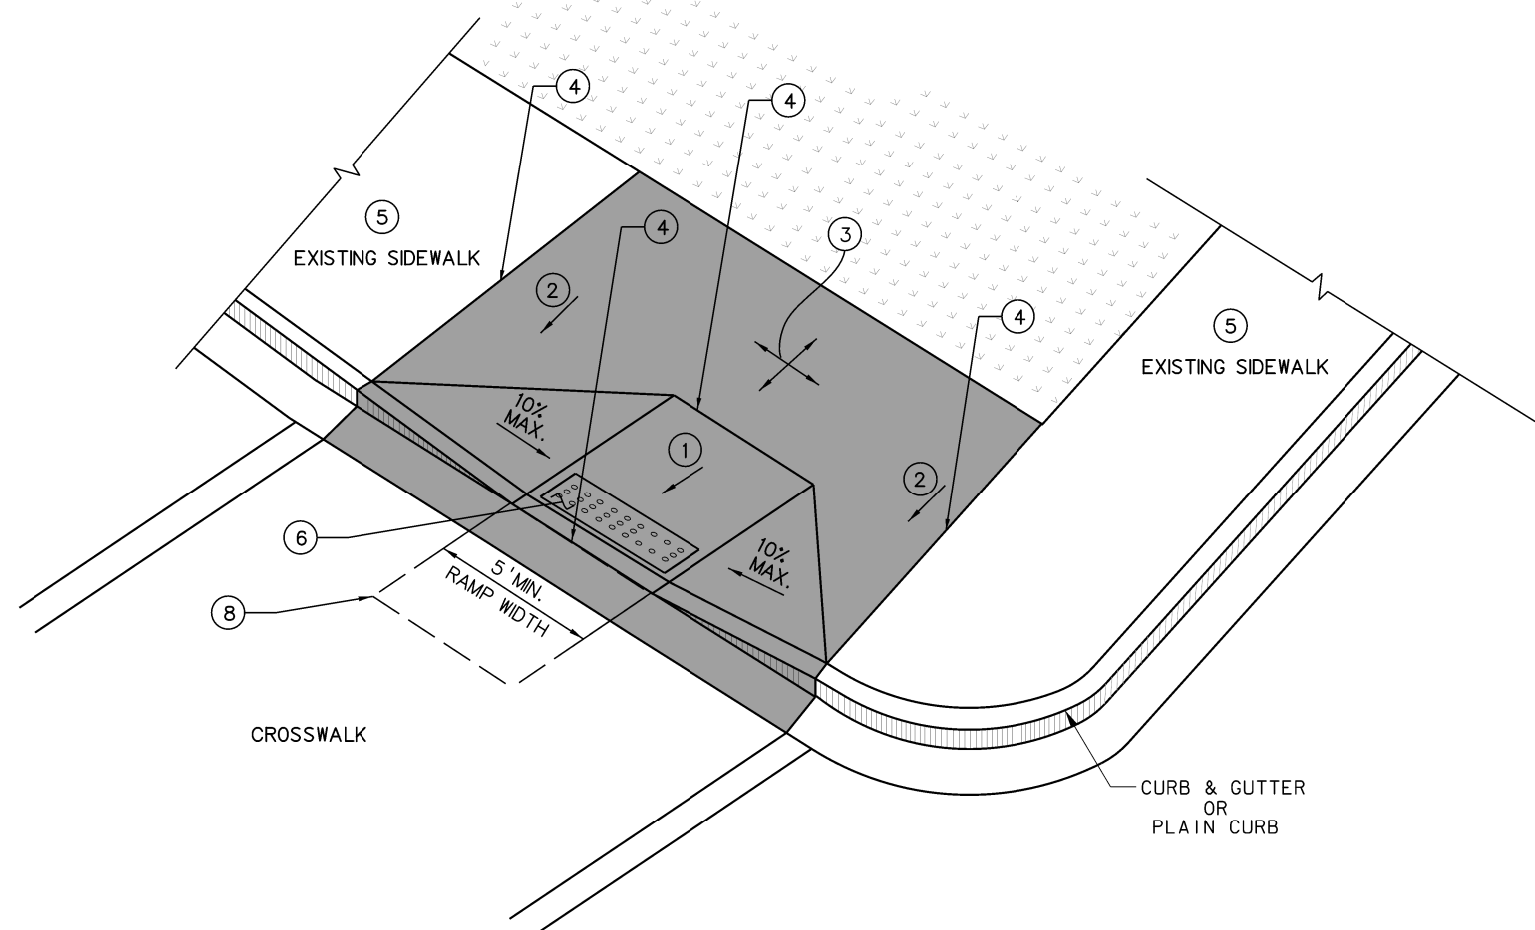 4
4
5
EXISTING SIDEWALK
4
3
2
4
5
EXISTING SIDEWALK
10%
MAX.
1
2
6
10%
MAX.
5' MIN.
RAMP WIDTH
8
CROSSWALK
CURB & GUTTER
OR
PLAIN CURB